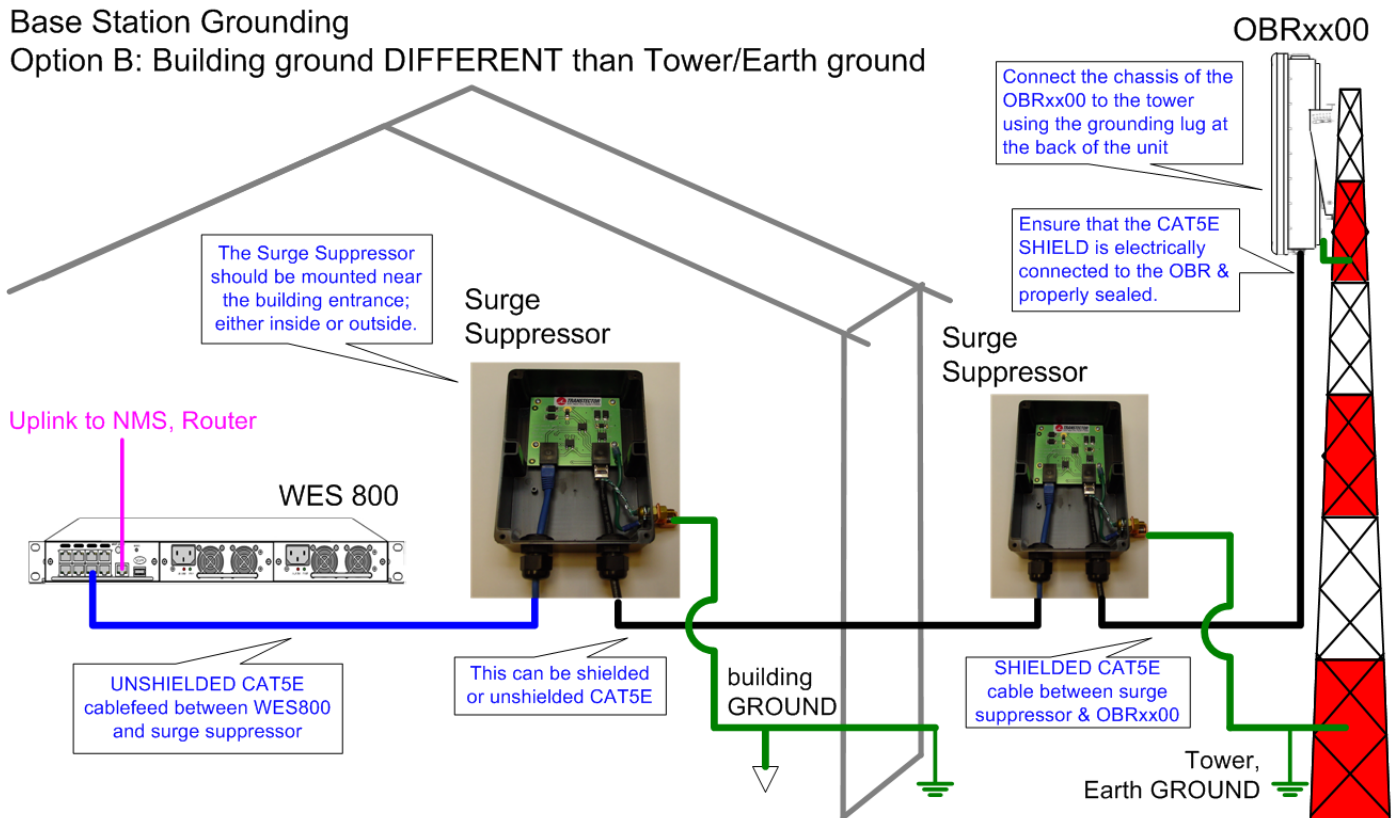 Base Station Grounding
Option B: Building ground DIFFERENT than Tower/Earth ground
OBRxx00
Connect the chassis of the
OBRxx00 to the tower
using the grounding lug at
the back of the unit
Ensure that the CAT5E
SHIELD is electrically
connected to the OBR &
properly sealed.
The Surge Suppressor
should be mounted near
the building entrance;
either inside or outside.
Surge
Suppressor
Surge
Suppressor
TRANSTECTOR
TRANSTECTOR
Uplink to NMS, Router
WES 800
UNSHIELDED CAT5E
cablefeed between WES800
and surge suppressor
This can be shielded
or unshielded CAT5E
building
GROUND
SHIELDED CAT5E
cable between surge
suppressor & OBRxx00
Tower,
Earth GROUND